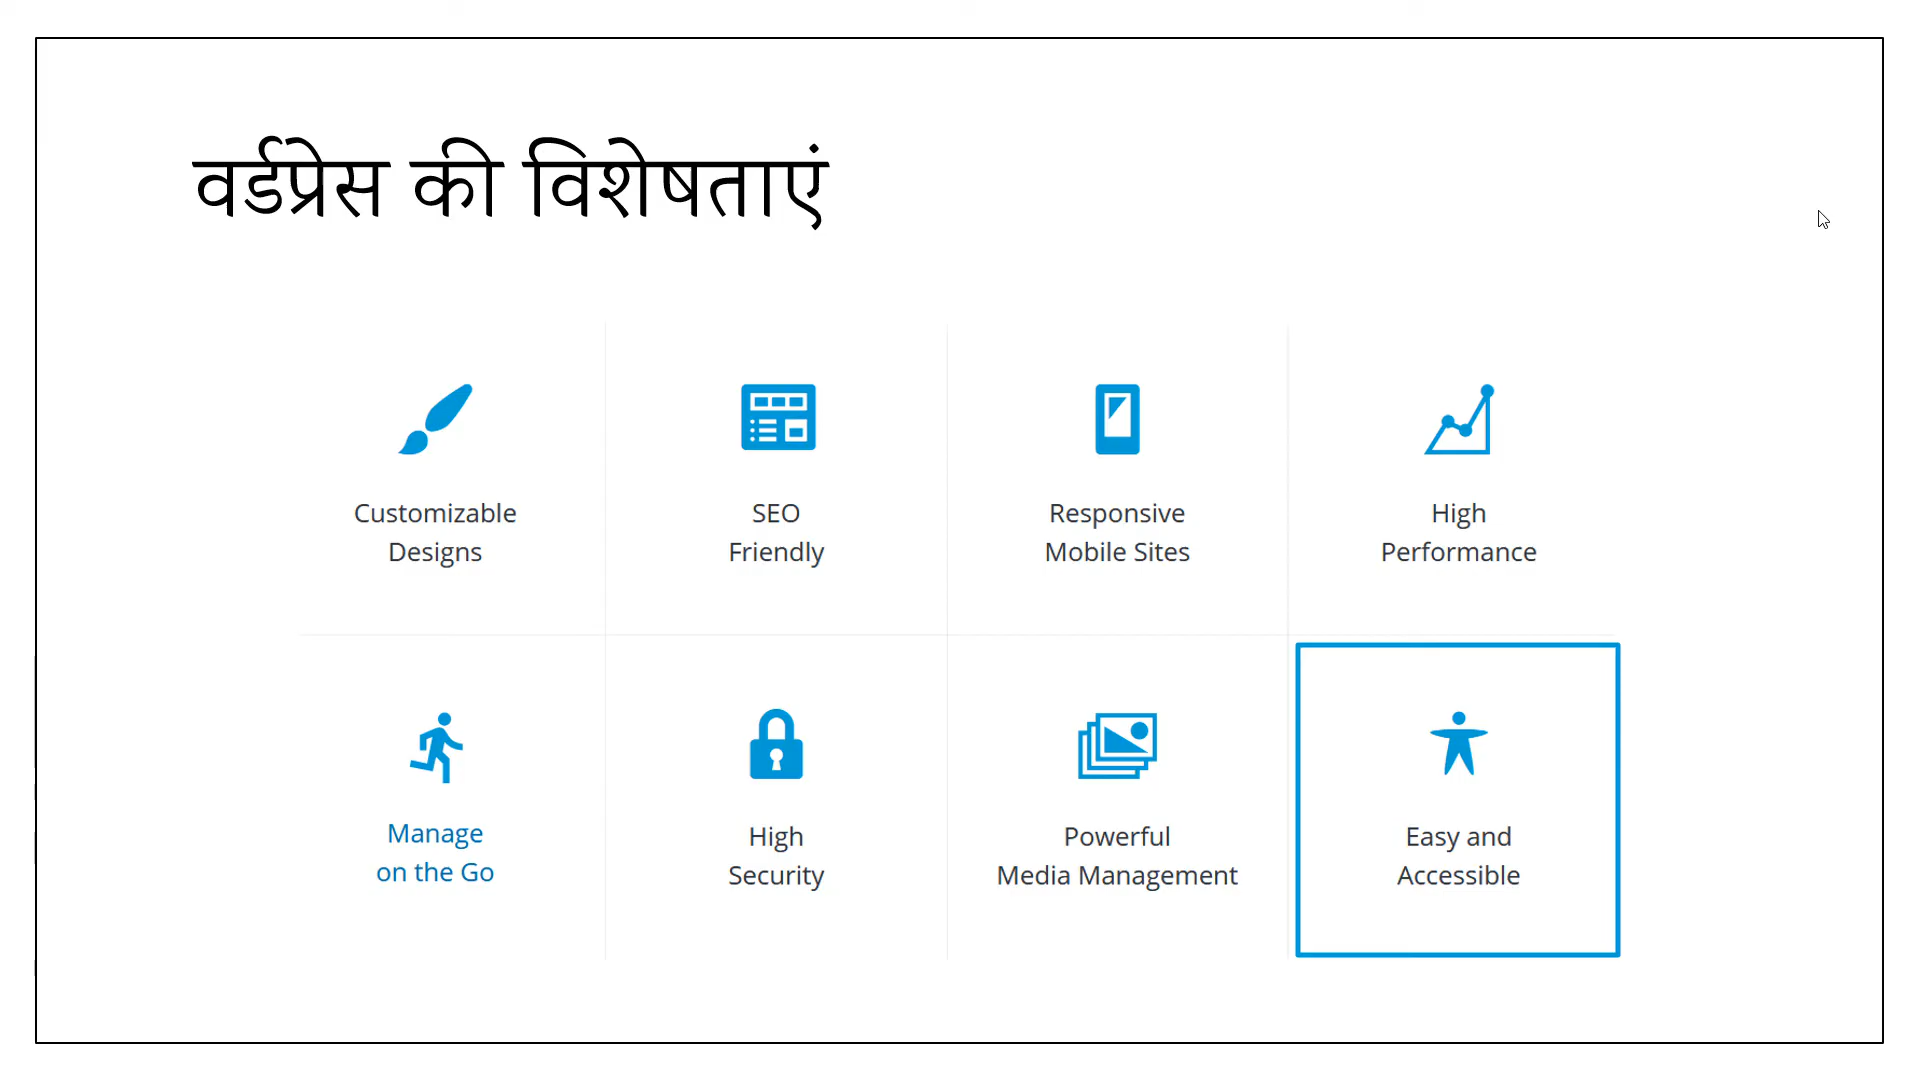 वर्डप्रेस की विशेषताएं
Customizable
Designs
SEO
Friendly
Responsive
Mobile Sites
High
Performance
Manage
on the Go
High
Security
Powerful
Media Management
Easy and
Accessible